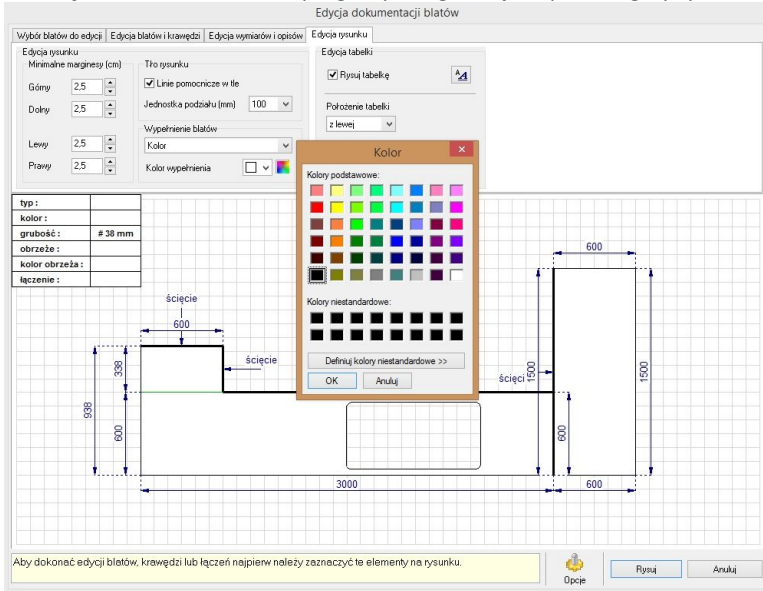 Edycja dokumentacji blatów
Wybór blatów do edycji Edycja blatów i krawędzi Edycja wymiarów i opisów Edycja rysunku
Edycja rysunku
Minimalne marginesy (cm)
Górny 2,5
Dolny 2,5
Lewy 2,5
Prawy 2,5
Tło rysunku
Linie pomocnicze w tle
Jednostka podziału (mm) 100
Wypełnienie blatów
Kolor
Kolor wypełnienia
Edycja tabelki
Rysuj tabelkę
Położenie tabelki
z lewej
Kolor
Kolory podstawowe:
Kolory niestandardowe:
Definiuj kolory niestandardowe >>
OK Anuluj
typ :
kolor :
grubość : # 38 mm
obrzeże :
kolor obrzeża :
łączenie :
ścięcie
600
ścięcie
338
938
600
3000
ścięci
1500
600
600
1500
600
Aby dokonać edycji blatów, krawędzi lub łączeń najpierw należy zaznaczyć te elementy na rysunku.
Opcje
Rysuj
Anuluj